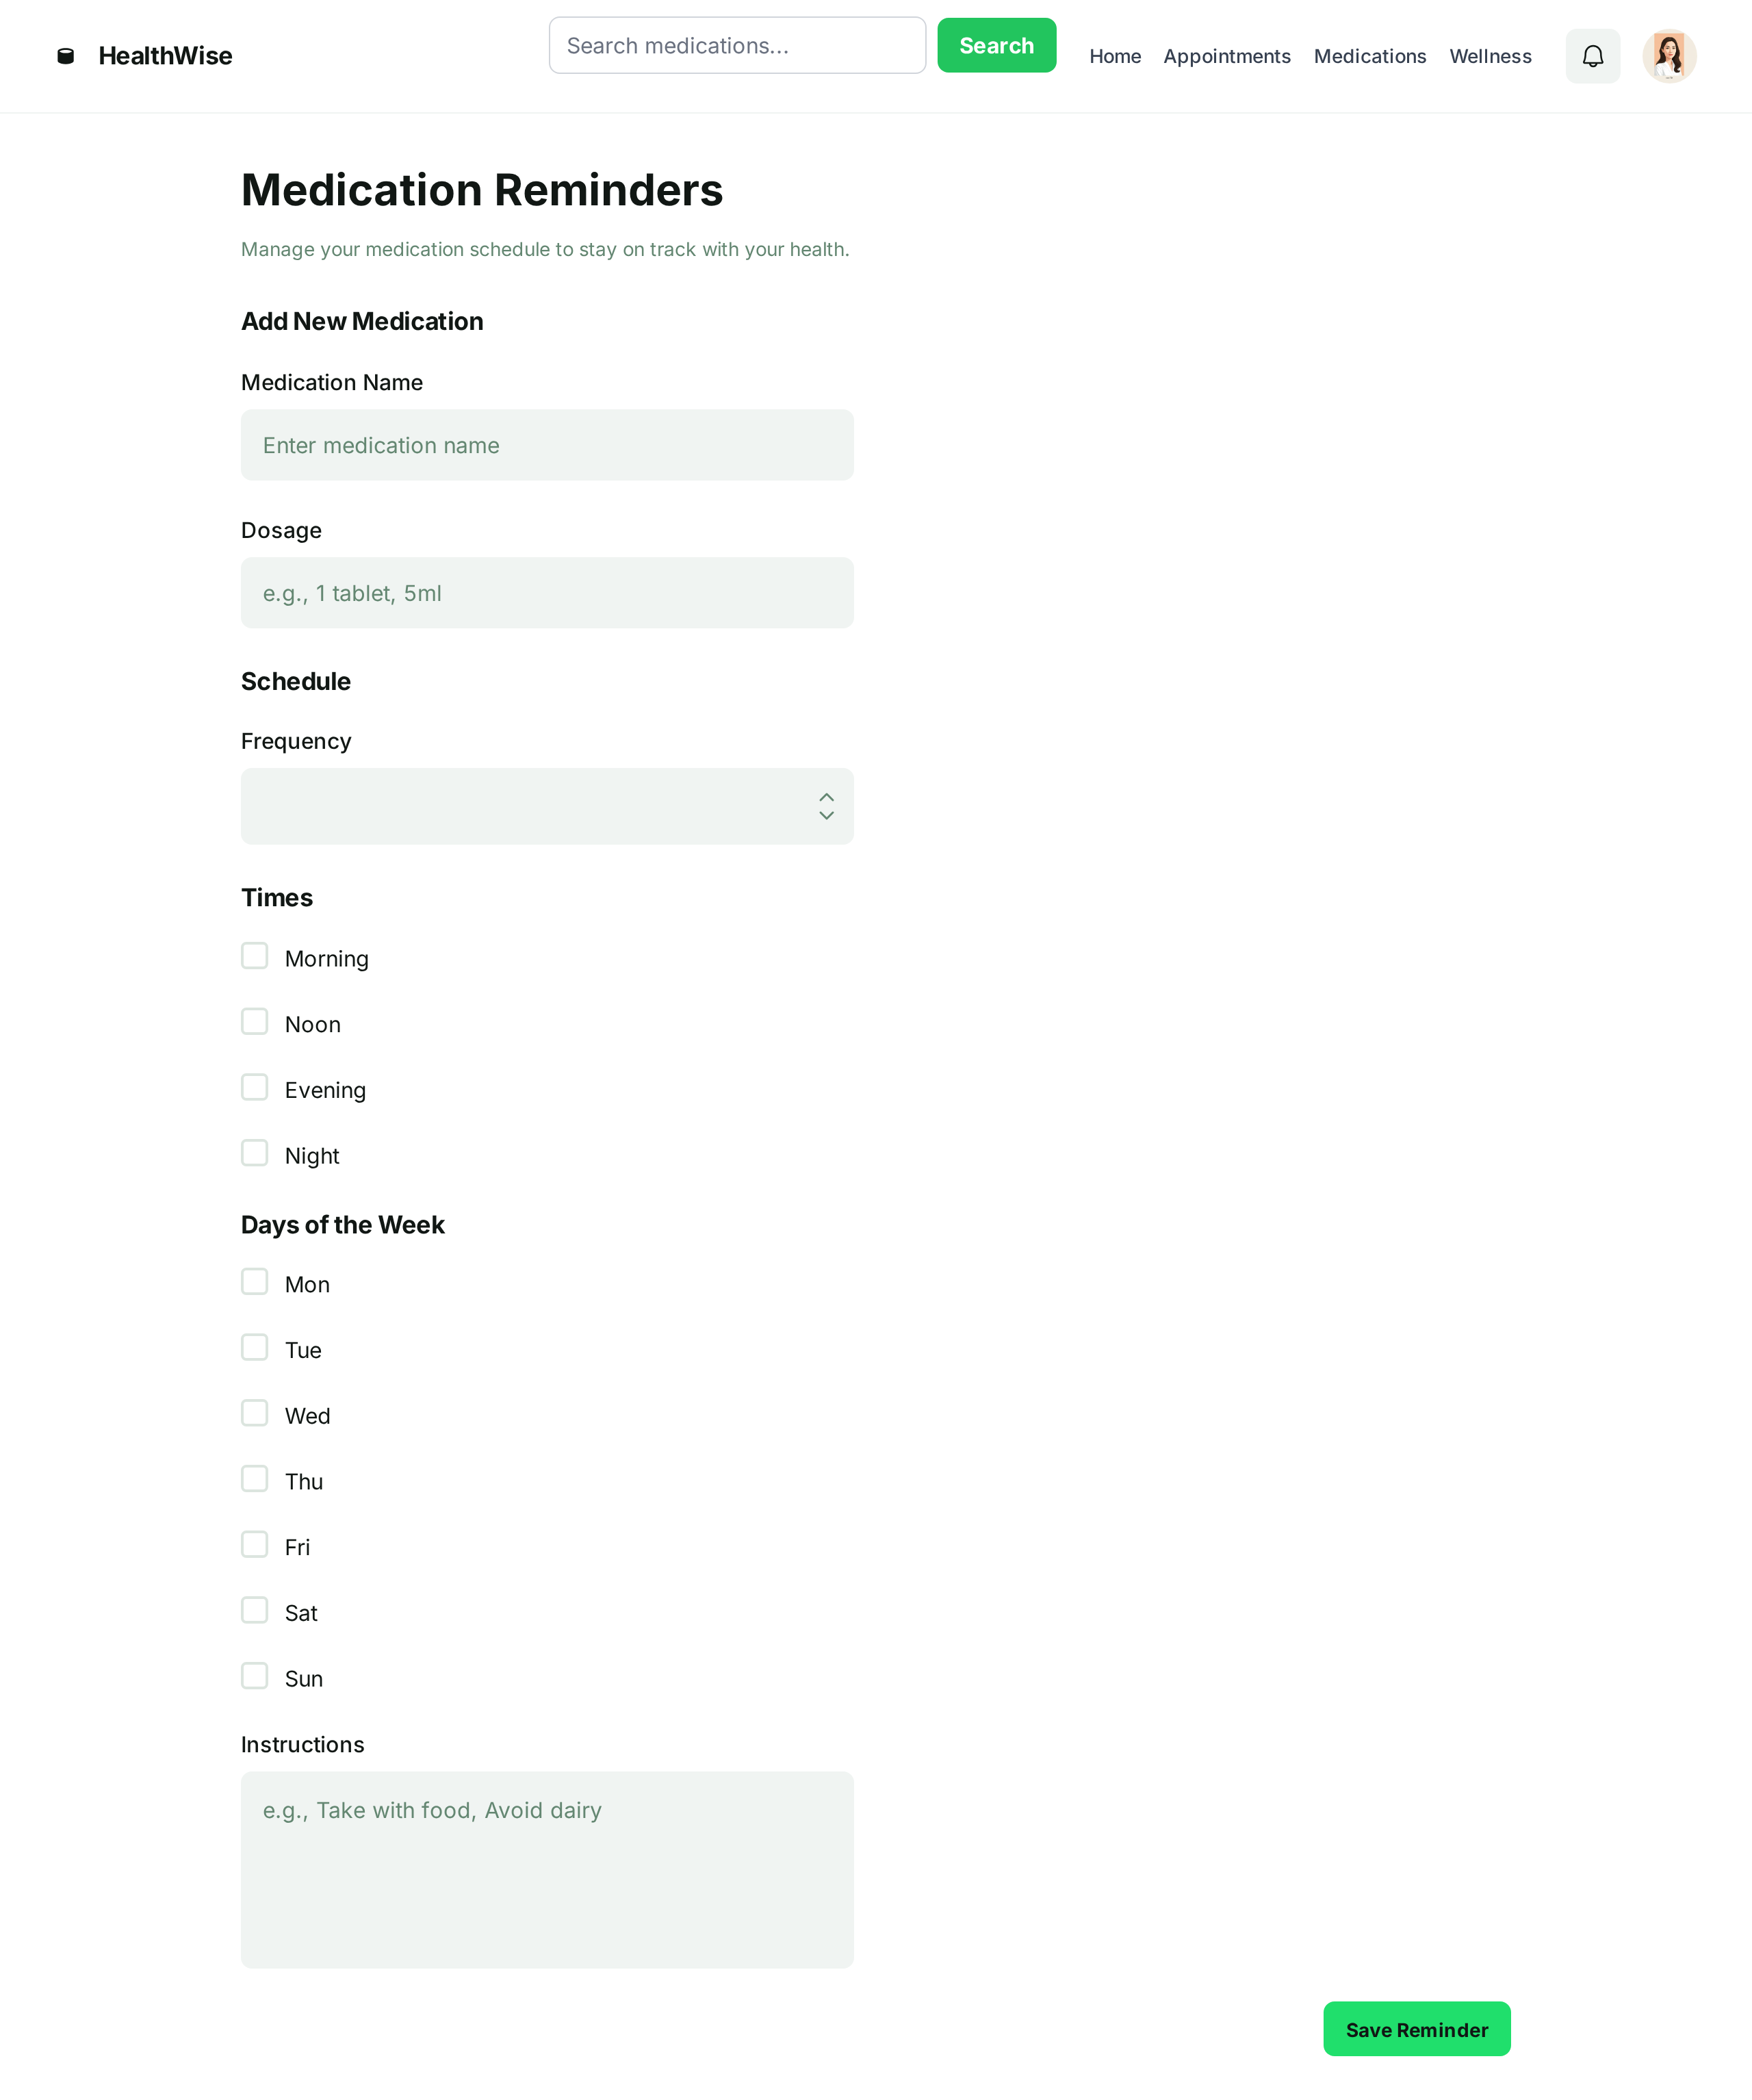 HealthWise
Search medications...
Search
Home
Appointments
Medications
Wellness
Medication Reminders
Manage your medication schedule to stay on track with your health.
Add New Medication
Medication Name
Enter medication name
Dosage
e.g., 1 tablet, 5ml
Schedule
Frequency
Times
Morning
Noon
Evening
Night
Days of the Week
Mon
Tue
Wed
Thu
Fri
Sat
Sun
Instructions
e.g., Take with food, Avoid dairy
Save Reminder